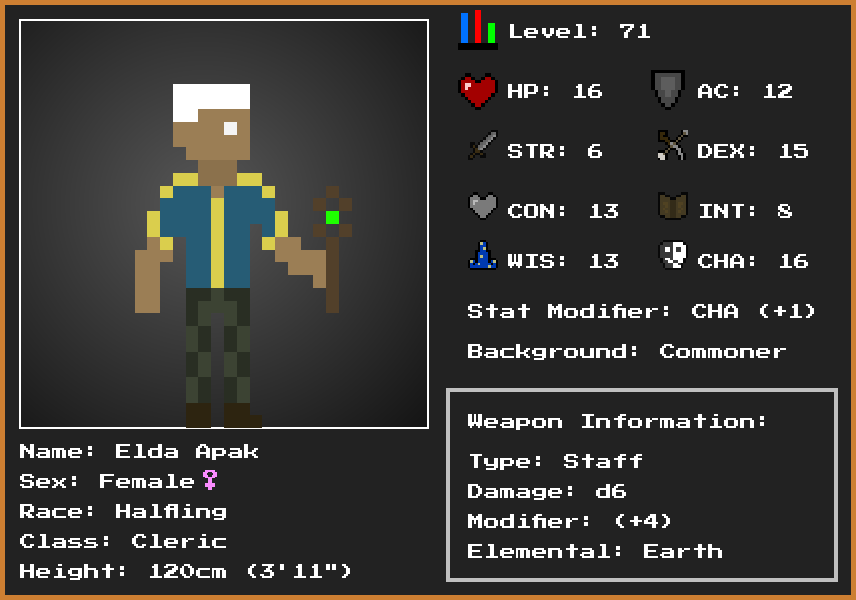 Level: 71
HP: 16
AC: 12
STR: 6
DEX: 15
CON: 13
INT: 8
WIS: 13
CHA: 16
Stat Modifier: CHA (+1)
Background: Commoner
Weapon Information:
Type: Staff
Damage: d6
Modifier: (+4)
Elemental: Earth
Name: Elda Apak
Sex: Female♀
Race: Halfling
Class: Cleric
Height: 120cm (3'11")